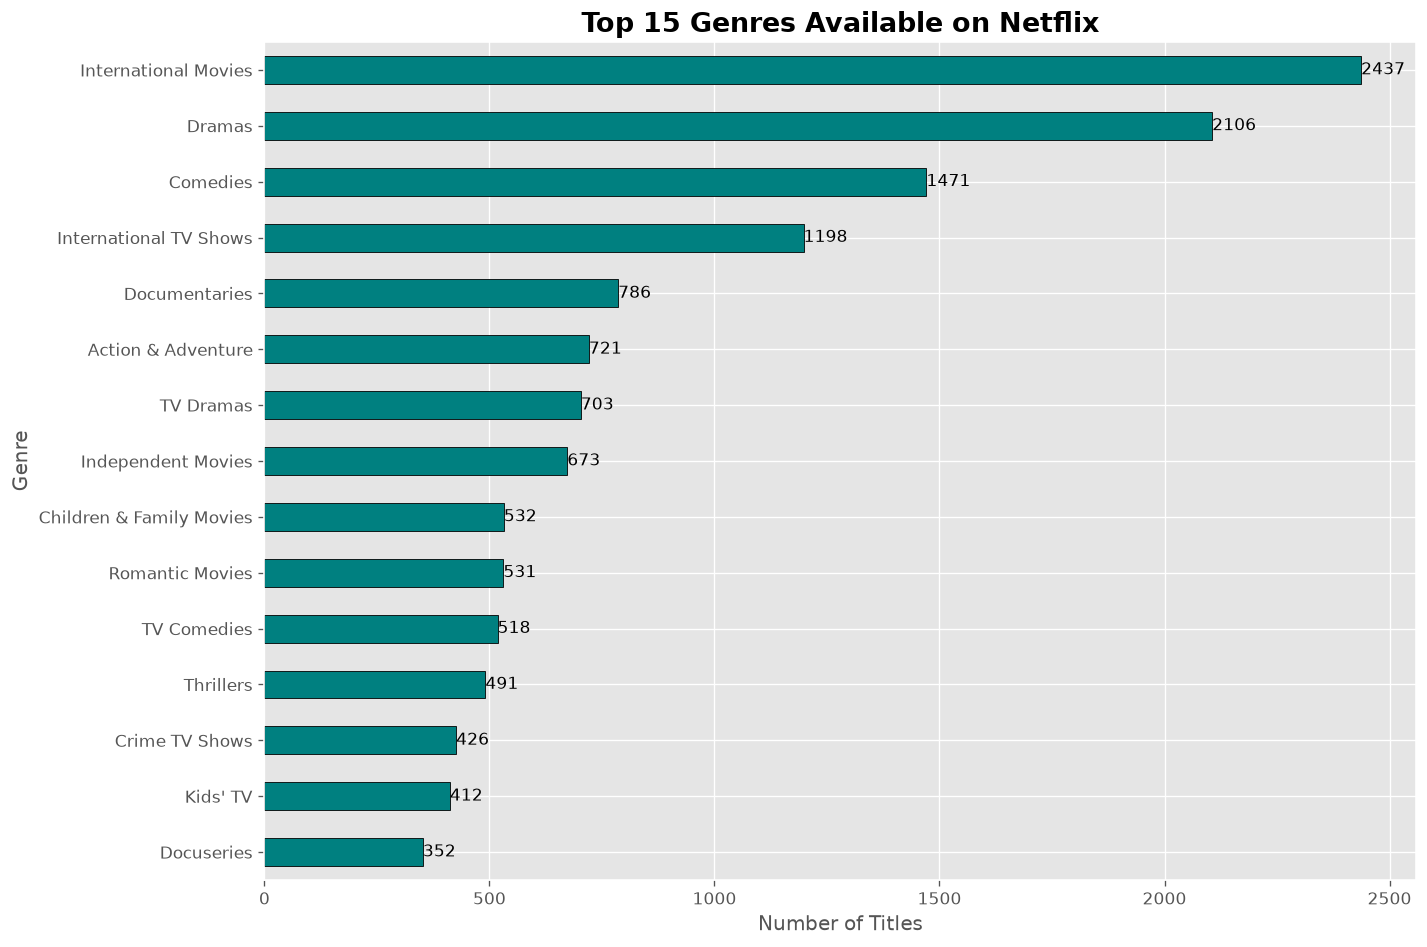 Top 15 Genres Available on Netflix
International Movies 2437
Dramas 2106
Comedies 1471
International TV Shows 1198
Documentaries 786
Action & Adventure 721
TV Dramas 703
Independent Movies 673
Children & Family Movies 532
Romantic Movies 531
TV Comedies 518
Thrillers 491
Crime TV Shows 426
Kids' TV 412
Docuseries 352
Genre
0 500 1000 1500 2000 2500
Number of Titles